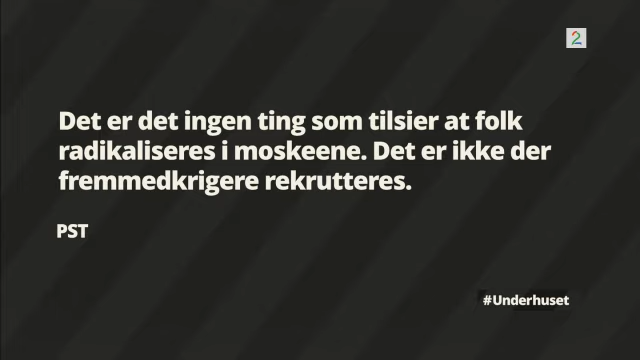 2
Det er det ingen ting som tilsier at folk
radikaliseres i moskeene. Det er ikke der
fremmedkrigere rekrutteres.
PST
#Underhuset